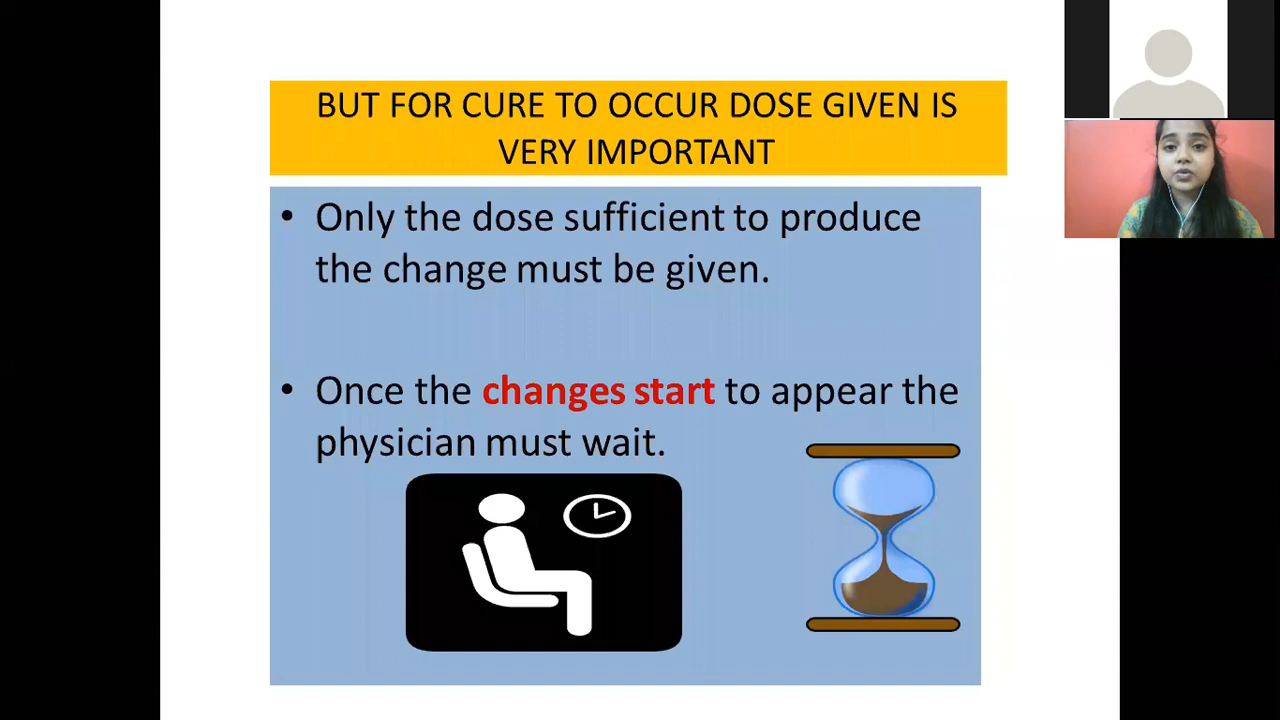 BUT FOR CURE TO OCCUR DOSE GIVEN IS
VERY IMPORTANT
• Only the dose sufficient to produce
the change must be given.
• Once the changes start to appear the
physician must wait.